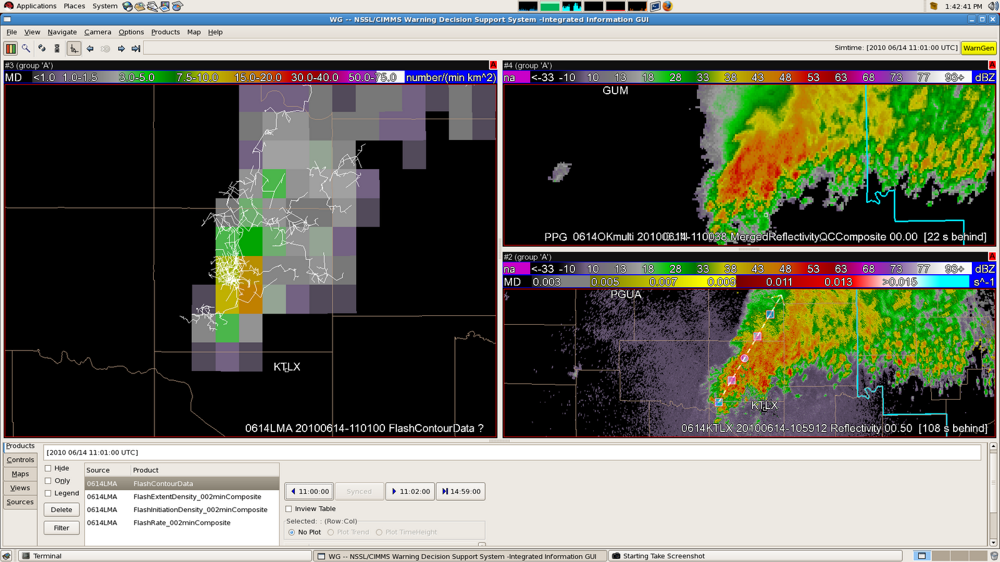 Applications Places System 1:42:41 PM
WG -- NSSL/CIMMS Warning Decision Support System -Integrated Information GUI
File View Navigate Camera Options Products Map Help
Simtime: [2010 06/14 11:01:00 UTC] WarnGen
#3 (group 'A') A
MD <1.0 1.0-1.5 3.0-5.0 7.5-10.0 15.0-20.0 30.0-40.0 50.0-75.0 number/(min km^2)
KTLX
0614LMA 20100614-110100 FlashContourData ?
#4 (group 'A') A
na <-33 -10 10 13 18 28 33 38 43 48 53 63 68 73 77 93+ dBZ
GUM
PPG 0614OKmulti 20100614-110038 MergedReflectivityQCComposite 00.00 [22 s behind]
#2 (group 'A') A
na <-33 -10 10 13 18 28 33 38 43 48 53 63 68 73 77 93+ dBZ
MD 0.003 0.005 0.007 0.009 0.011 0.013 >0.015 s^-1
PGUA
KTLX
0614KTLX 20100614-105912 Reflectivity 00.50 [108 s behind]
Products
Controls
Maps
Views
Sources
[2010 06/14 11:01:00 UTC]
Hide
Only
Legend
Delete
Filter
Source Product
0614LMA FlashContourData
0614LMA FlashExtentDensity_002minComposite
0614LMA FlashInitiationDensity_002minComposite
0614LMA FlashRate_002minComposite
11:00:00 Synced 11:02:00 14:59:00
Inview Table
Selected: : (Row:Col)
No Plot Plot Trend Plot TimeHeight
Terminal WG -- NSSL/CIMMS Warning Decision Support System -Integrated Information GUI Starting Take Screenshot